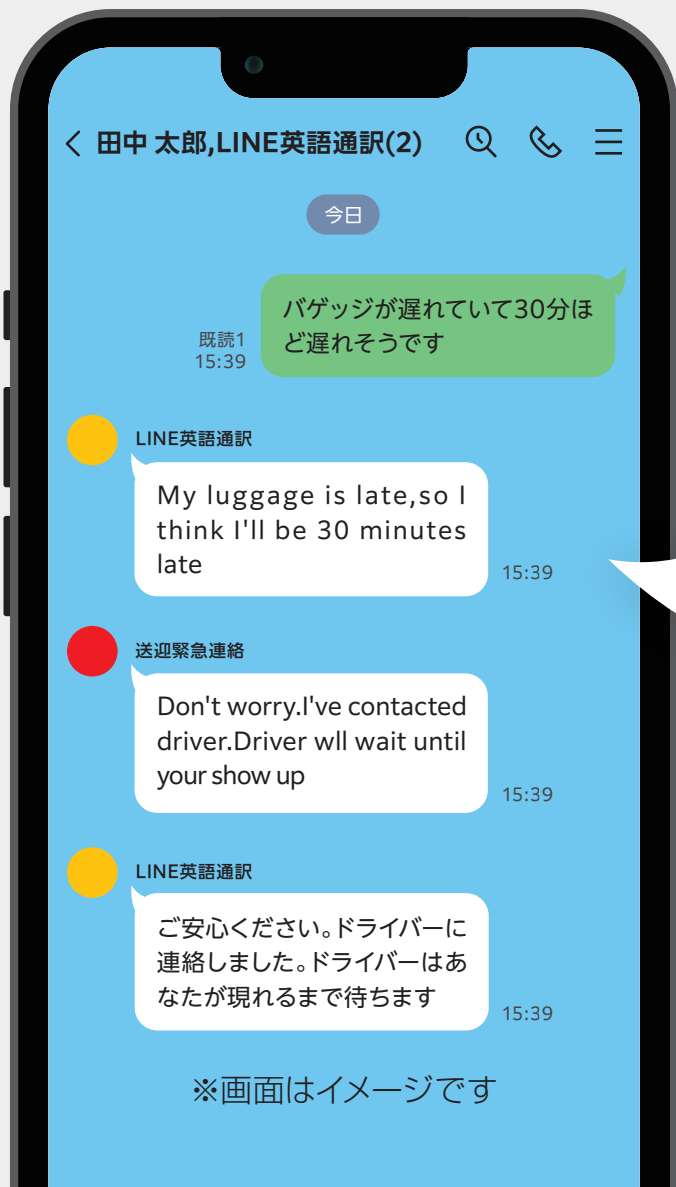 田中 太郎,LINE英語通訳(2)
今日
バゲッジが遅れていて30分ほ
ど遅れそうです
既読1
15:39
LINE英語通訳
My luggage is late,so I
think I'll be 30 minutes
late
15:39
送迎緊急連絡
Don't worry.I've contacted
driver.Driver wll wait until
your show up
15:39
LINE英語通訳
ご安心ください。ドライバーに
連絡しました。ドライバーはあ
なたが現れるまで待ちます
15:39
※画面はイメージです